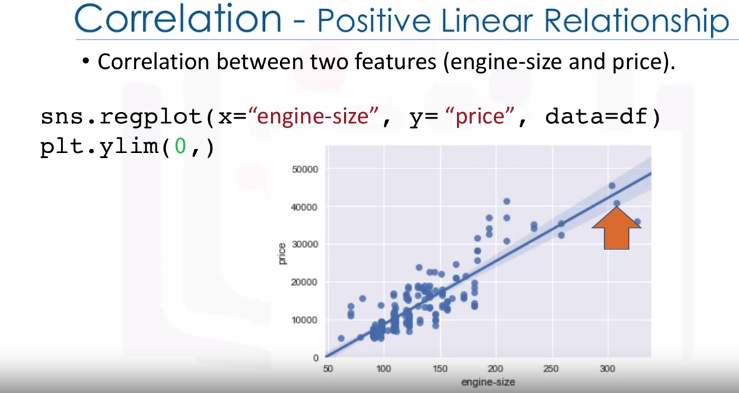 Correlation - Positive Linear Relationship
• Correlation between two features (engine-size and price).
sns.regplot(x=“engine-size”, y= “price”, data=df)
plt.ylim(0,)
50000
40000
30000
20000
10000
0
price
50 100 150 200 250 300
engine-size